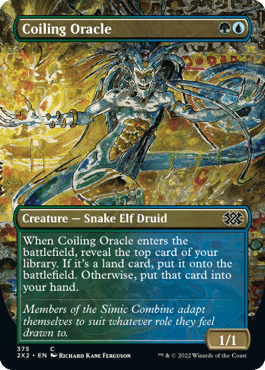 Coiling Oracle
Creature — Snake Elf Druid
When Coiling Oracle enters the
battlefield, reveal the top card of your
library. If it's a land card, put it onto the
battlefield. Otherwise, put that card into
your hand.
Members of the Simic Combine adapt
themselves to suit whatever role they
feel drawn to.
1/1
375 C
2X2 • EN RICHARD KANE FERGUSON
™ & © 2022 Wizards of the Coast